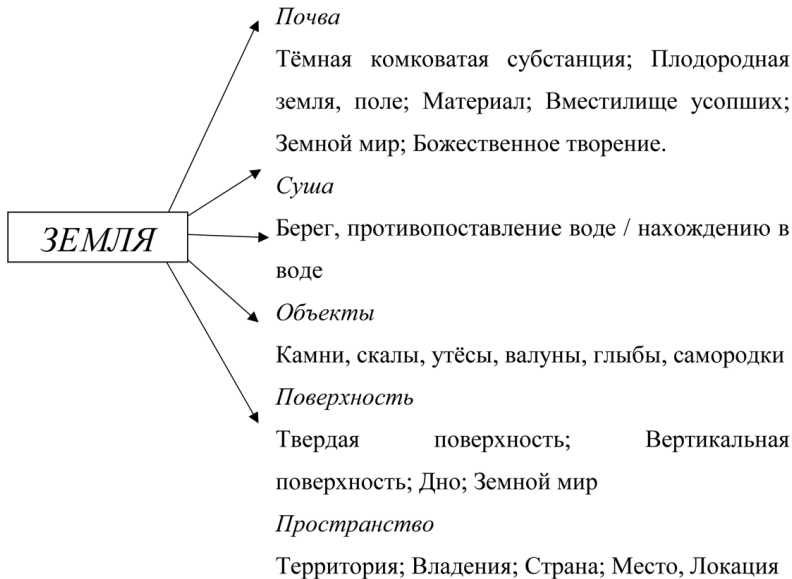 Почва
Тёмная комковатая субстанция; Плодородная
земля, поле; Материал; Вместилище усопших;
Земной мир; Божественное творение.
Суша
ЗЕМЛЯ
Берег, противопоставление воде / нахождению в
воде
Объекты
Камни, скалы, утёсы, валуны, глыбы, самородки
Поверхность
Твердая поверхность; Вертикальная
поверхность; Дно; Земной мир
Пространство
Территория; Владения; Страна; Место, Локация